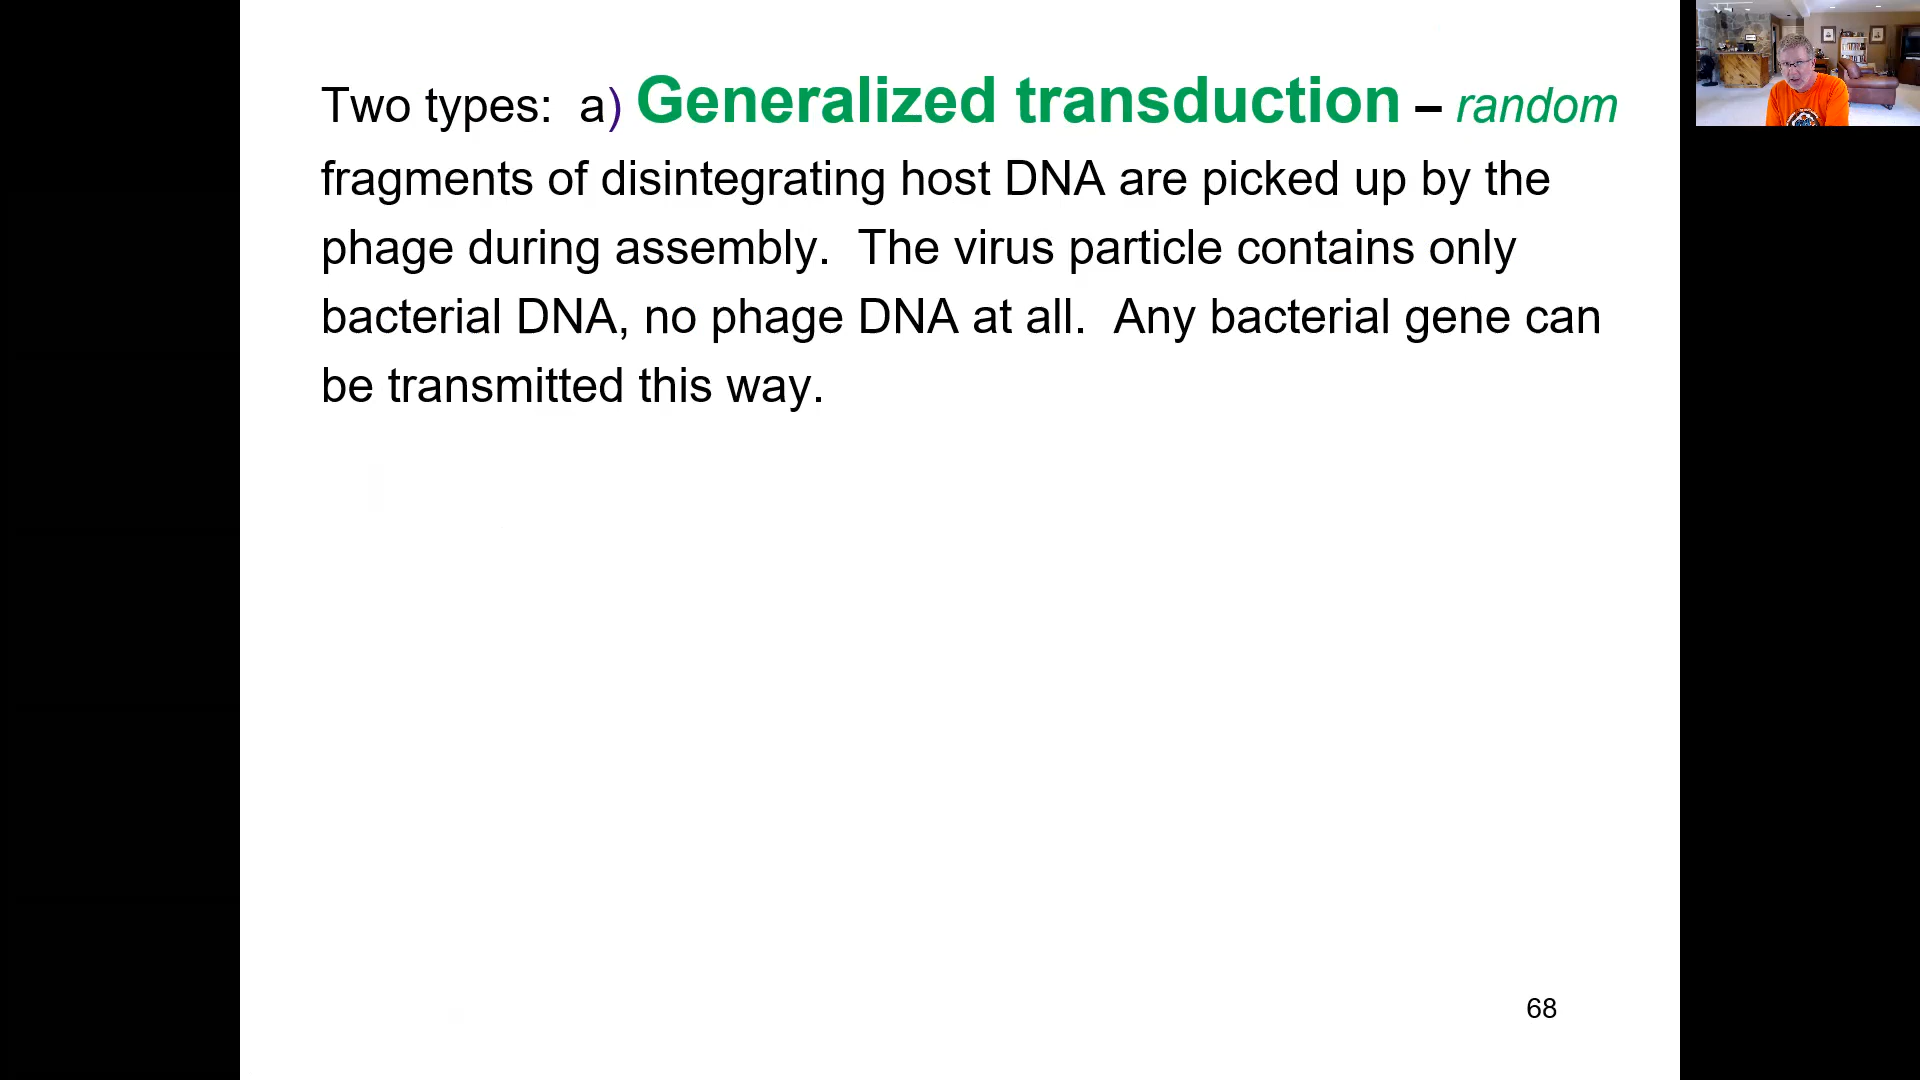 Two types:  a) Generalized transduction – random
fragments of disintegrating host DNA are picked up by the
phage during assembly.  The virus particle contains only
bacterial DNA, no phage DNA at all.  Any bacterial gene can
be transmitted this way.
68